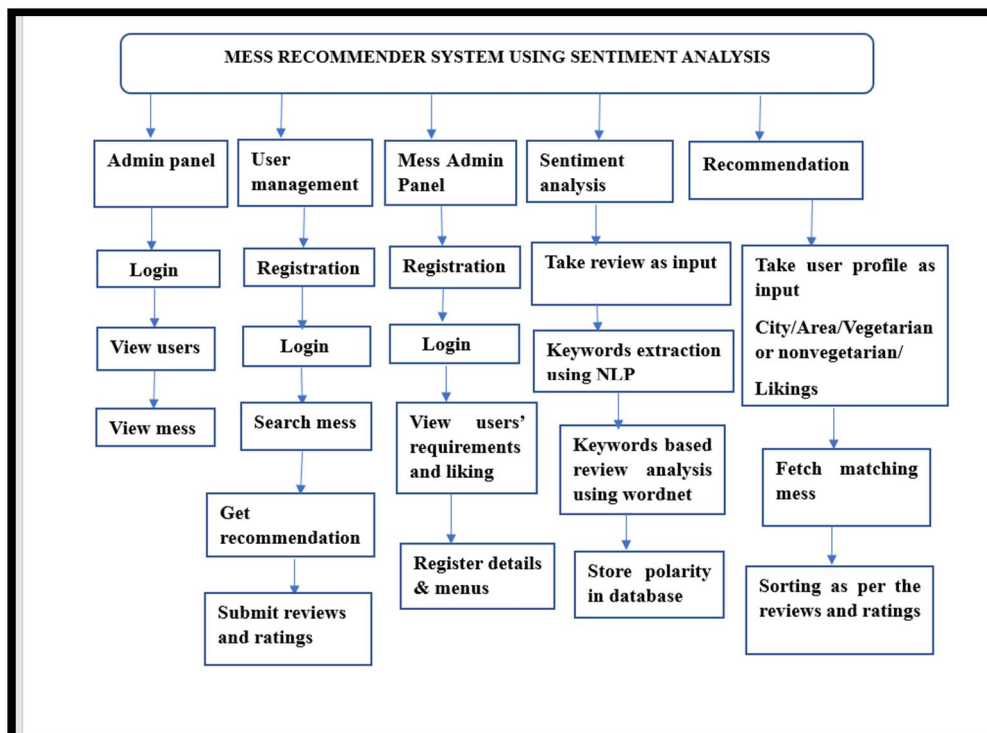 MESS RECOMMENDER SYSTEM USING SENTIMENT ANALYSIS
Admin panel
Login
View users
View mess
User
management
Registration
Login
Search mess
Get
recommendation
Submit reviews
and ratings
Mess Admin
Panel
Registration
Login
View users’
requirements
and liking
Register details
& menus
Sentiment
analysis
Take review as input
Keywords extraction
using NLP
Keywords based
review analysis
using wordnet
Store polarity
in database
Recommendation
Take user profile as
input
City/Area/Vegetarian
or nonvegetarian/
Likings
Fetch matching
mess
Sorting as per the
reviews and ratings